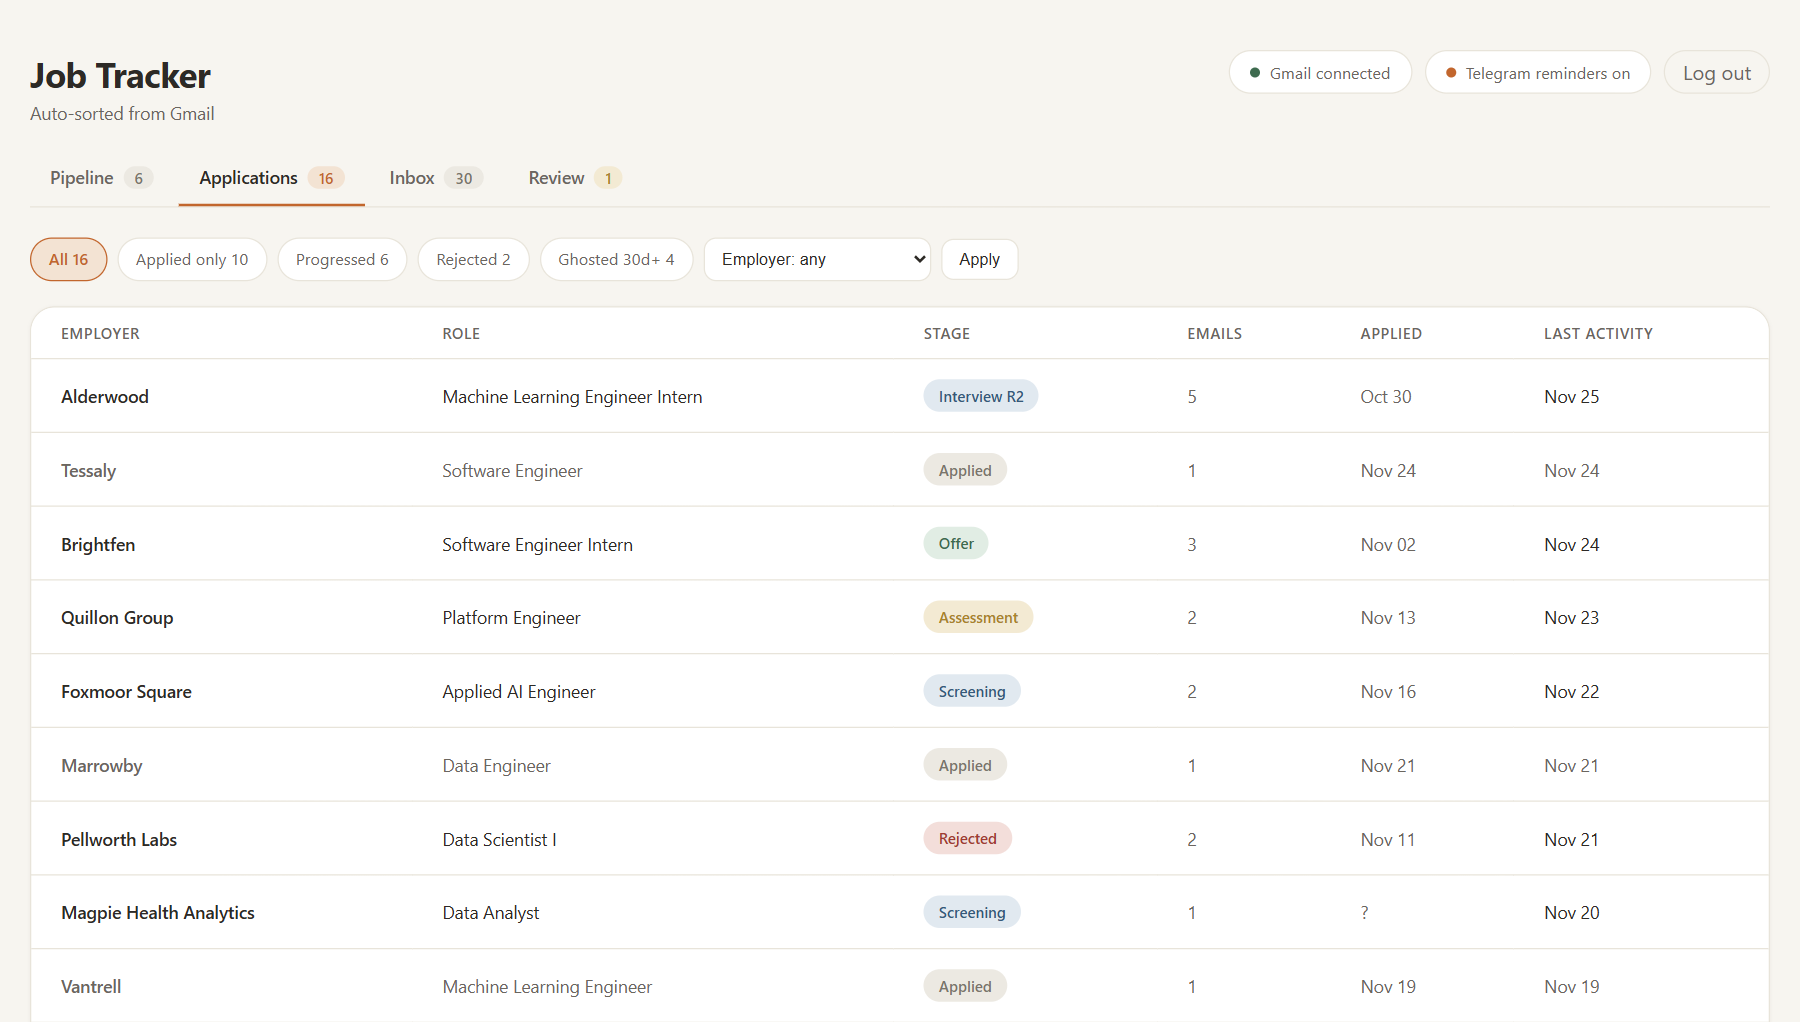 Job Tracker
Auto-sorted from Gmail
Gmail connected
Telegram reminders on
Log out
Pipeline 6 Applications 16 Inbox 30 Review 1
All 16 Applied only 10 Progressed 6 Rejected 2 Ghosted 30d+ 4 Employer: any Apply
EMPLOYER ROLE STAGE EMAILS APPLIED LAST ACTIVITY
Alderwood Machine Learning Engineer Intern Interview R2 5 Oct 30 Nov 25
Tessaly Software Engineer Applied 1 Nov 24 Nov 24
Brightfen Software Engineer Intern Offer 3 Nov 02 Nov 24
Quillon Group Platform Engineer Assessment 2 Nov 13 Nov 23
Foxmoor Square Applied AI Engineer Screening 2 Nov 16 Nov 22
Marrowby Data Engineer Applied 1 Nov 21 Nov 21
Pellworth Labs Data Scientist I Rejected 2 Nov 11 Nov 21
Magpie Health Analytics Data Analyst Screening 1 ? Nov 20
Vantrell Machine Learning Engineer Applied 1 Nov 19 Nov 19